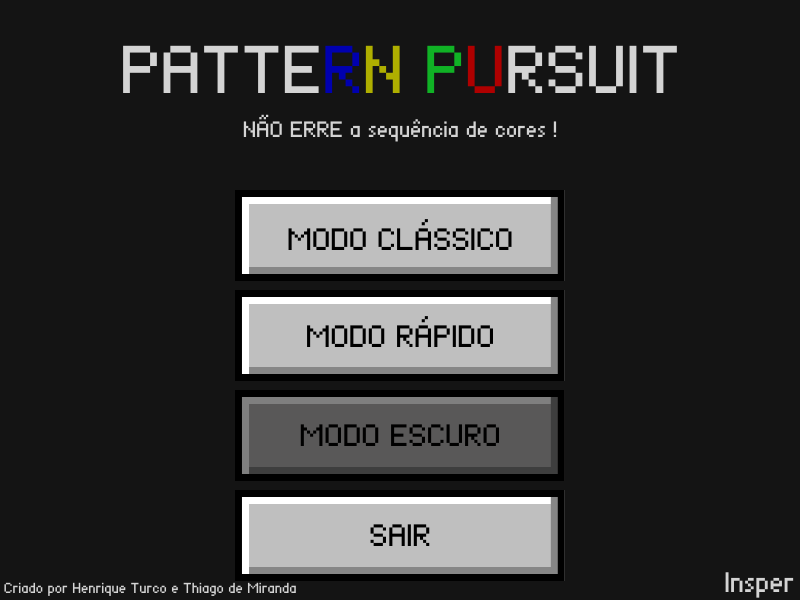 PATTERN PURSUIT
NÃO ERRE a sequência de cores !
MODO CLÁSSICO
MODO RÁPIDO
MODO ESCURO
SAIR
Criado por Henrique Turco e Thiago de Miranda
Insper